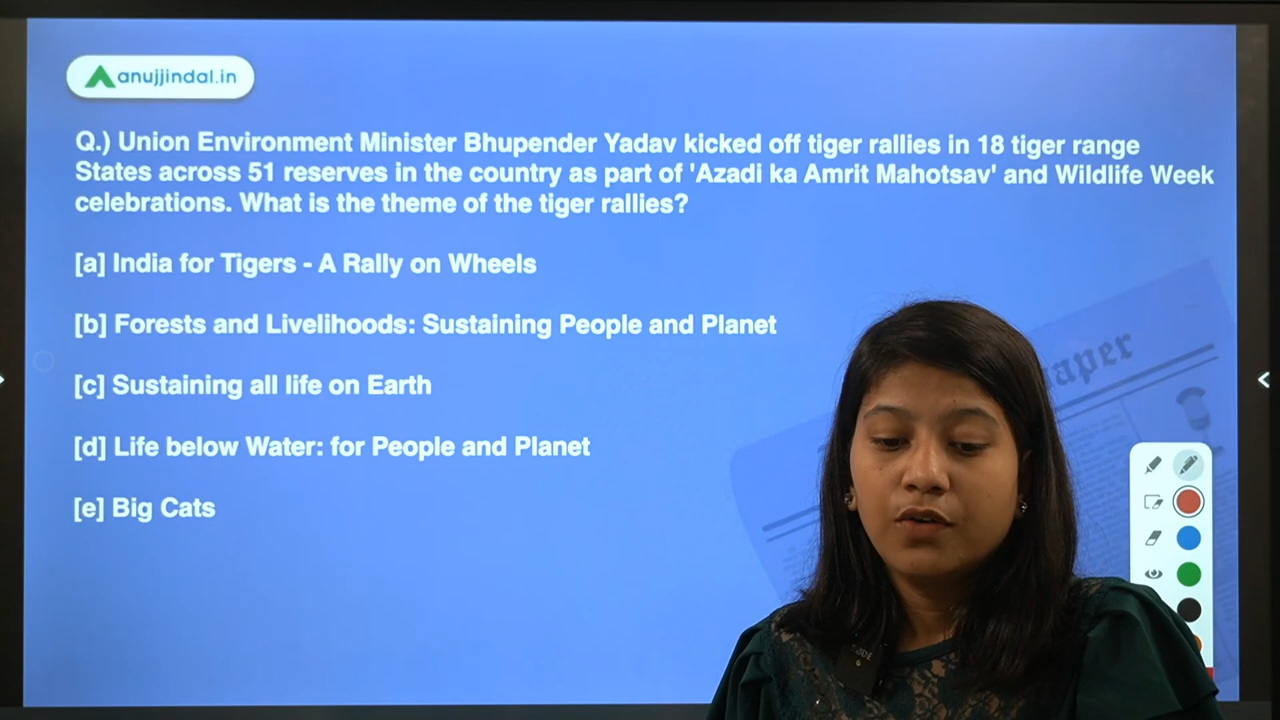 anujjindal.in
Q.) Union Environment Minister Bhupender Yadav kicked off tiger rallies in 18 tiger range
States across 51 reserves in the country as part of 'Azadi ka Amrit Mahotsav' and Wildlife Week
celebrations. What is the theme of the tiger rallies?
[a] India for Tigers - A Rally on Wheels
[b] Forests and Livelihoods: Sustaining People and Planet
[c] Sustaining all life on Earth
[d] Life below Water: for People and Planet
[e] Big Cats